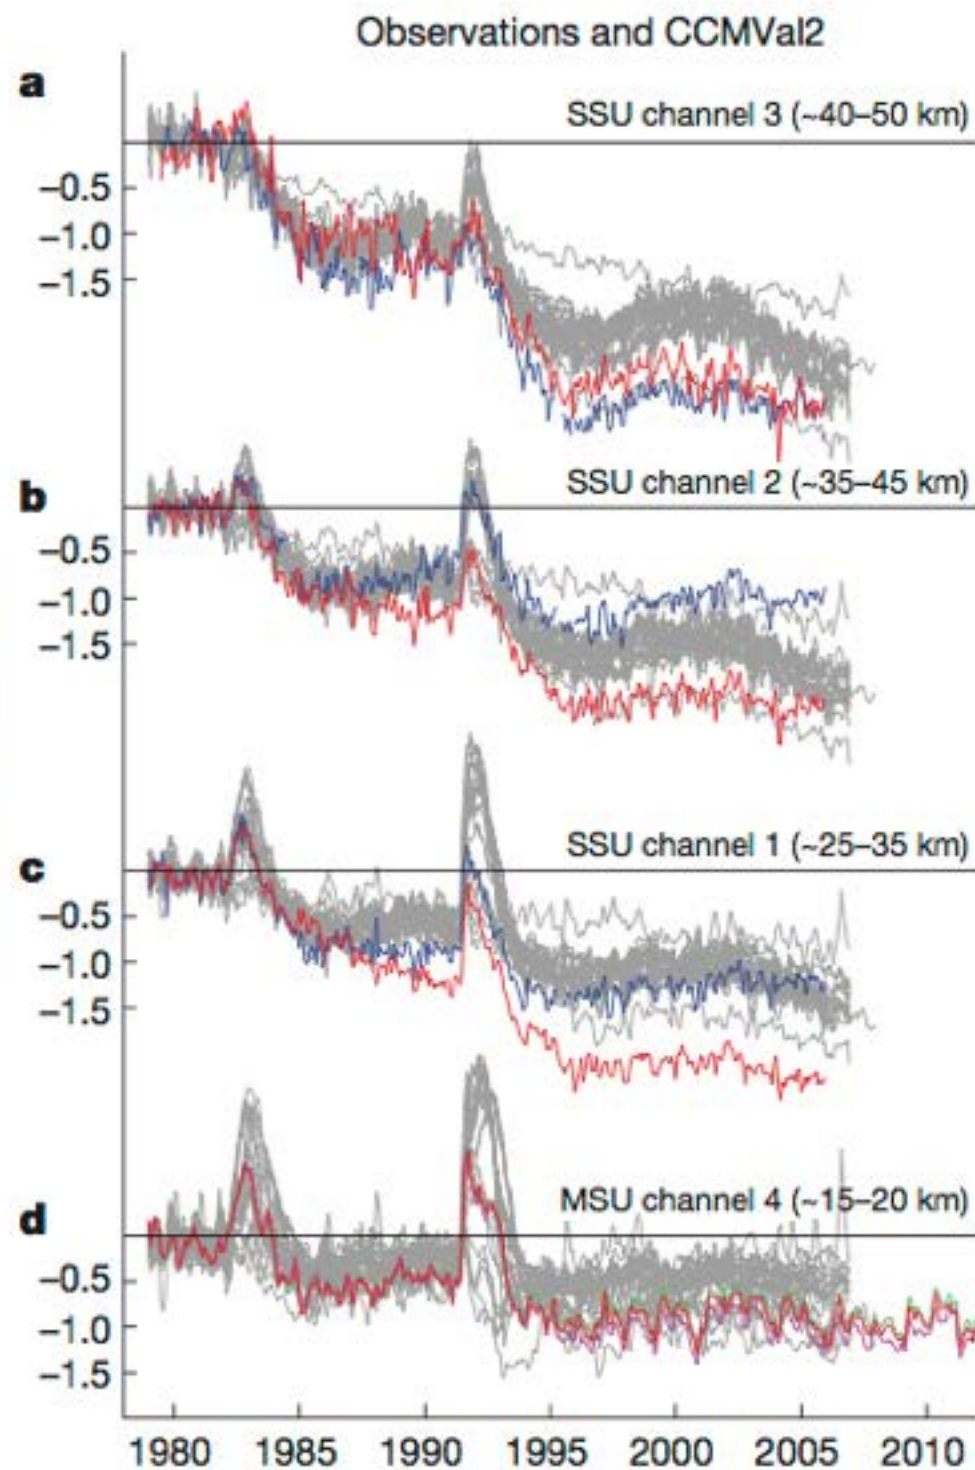 Observations and CCMVal2
a
SSU channel 3 (~40–50 km)
–0.5
–1.0
–1.5
SSU channel 2 (~35–45 km)
b
–0.5
–1.0
–1.5
SSU channel 1 (~25–35 km)
c
–0.5
–1.0
–1.5
MSU channel 4 (~15–20 km)
d
–0.5
–1.0
–1.5
1980 1985 1990 1995 2000 2005 2010